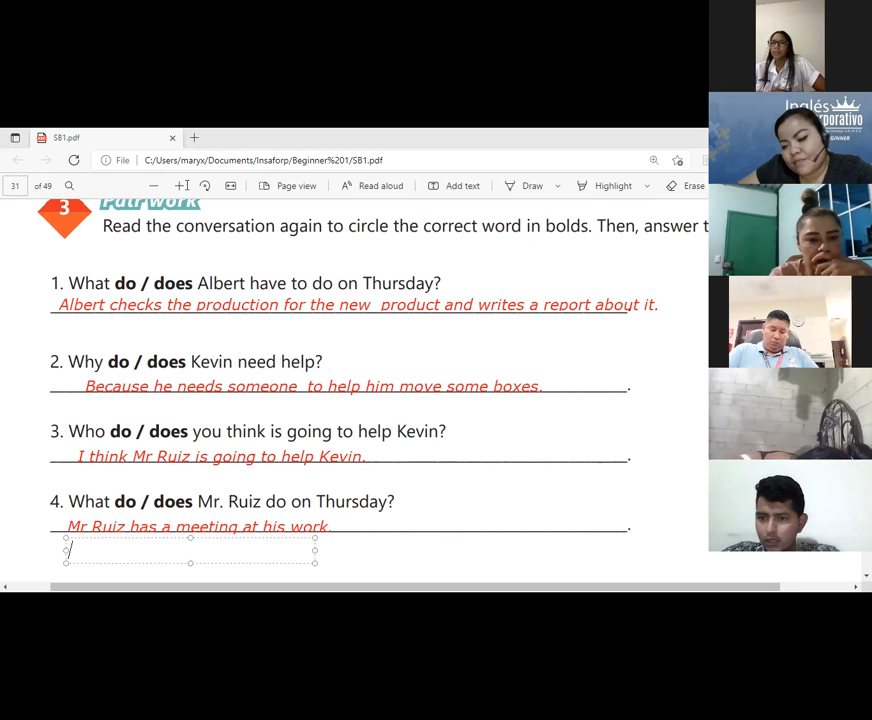 Inglés
rporativo
GINNER
SB1.pdf
File C:/Users/maryx/Documents/Insaforp/Beginner%201/SB1.pdf
31 of 49 Page view Read aloud Add text Draw Highlight Erase
3 Pair work
Read the conversation again to circle the correct word in bolds. Then, answer t
1. What do / does Albert have to do on Thursday?
Albert checks the production for the new product and writes a report about it.
2. Why do / does Kevin need help?
Because he needs someone to help him move some boxes.
3. Who do / does you think is going to help Kevin?
I think Mr Ruiz is going to help Kevin.
4. What do / does Mr. Ruiz do on Thursday?
Mr Ruiz has a meeting at his work.